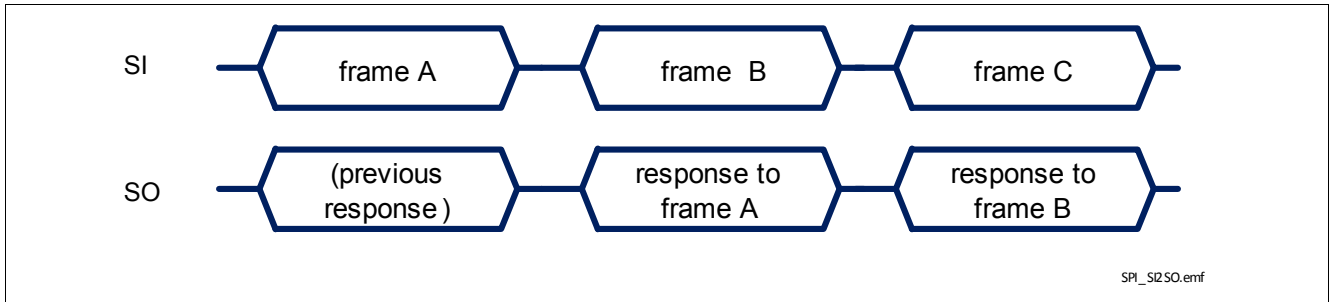 SI
frame A
frame B
frame C
SO
(previous
response)
response to
frame A
response to
frame B
SPI_SI2SO.emf